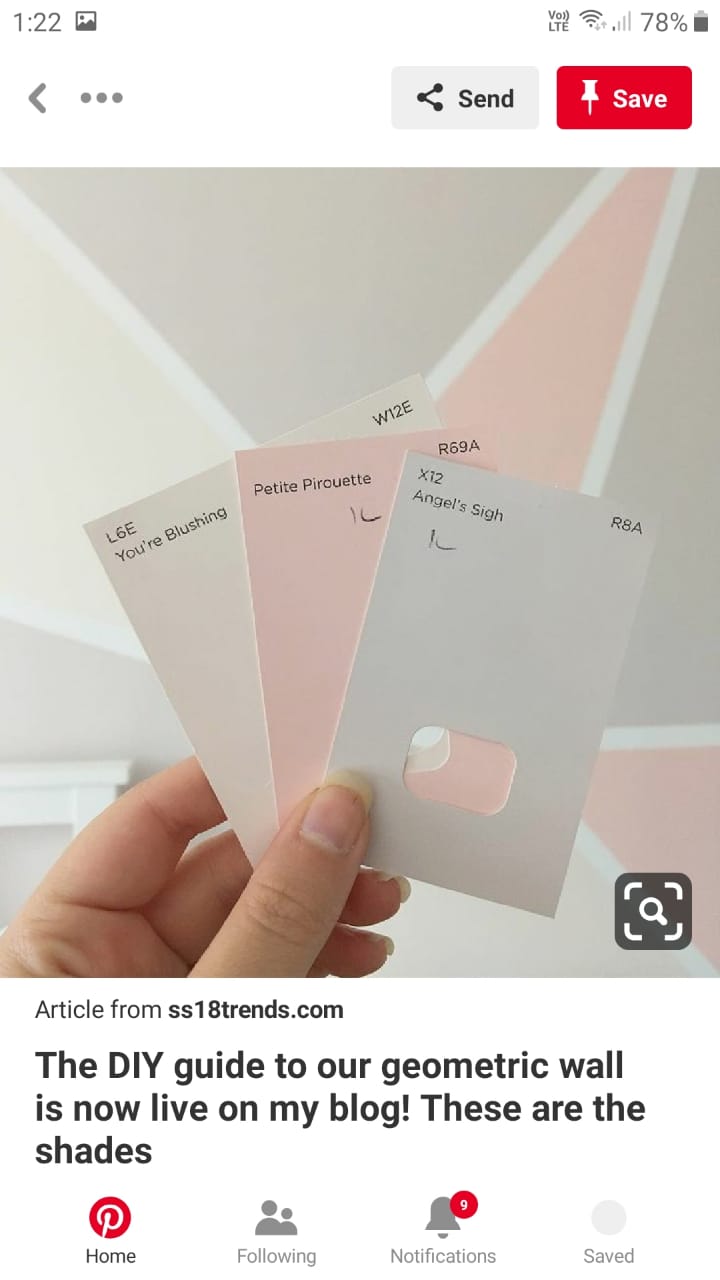 1:22
Vo))
LTE
78%
Send
Save
W12E
R69A
Petite Pirouette
1L
X12
Angel's Sigh
R8A
1L
L6E
You're Blushing
Article from ss18trends.com
The DIY guide to our geometric wall
is now live on my blog! These are the
shades
9
Home
Following
Notifications
Saved